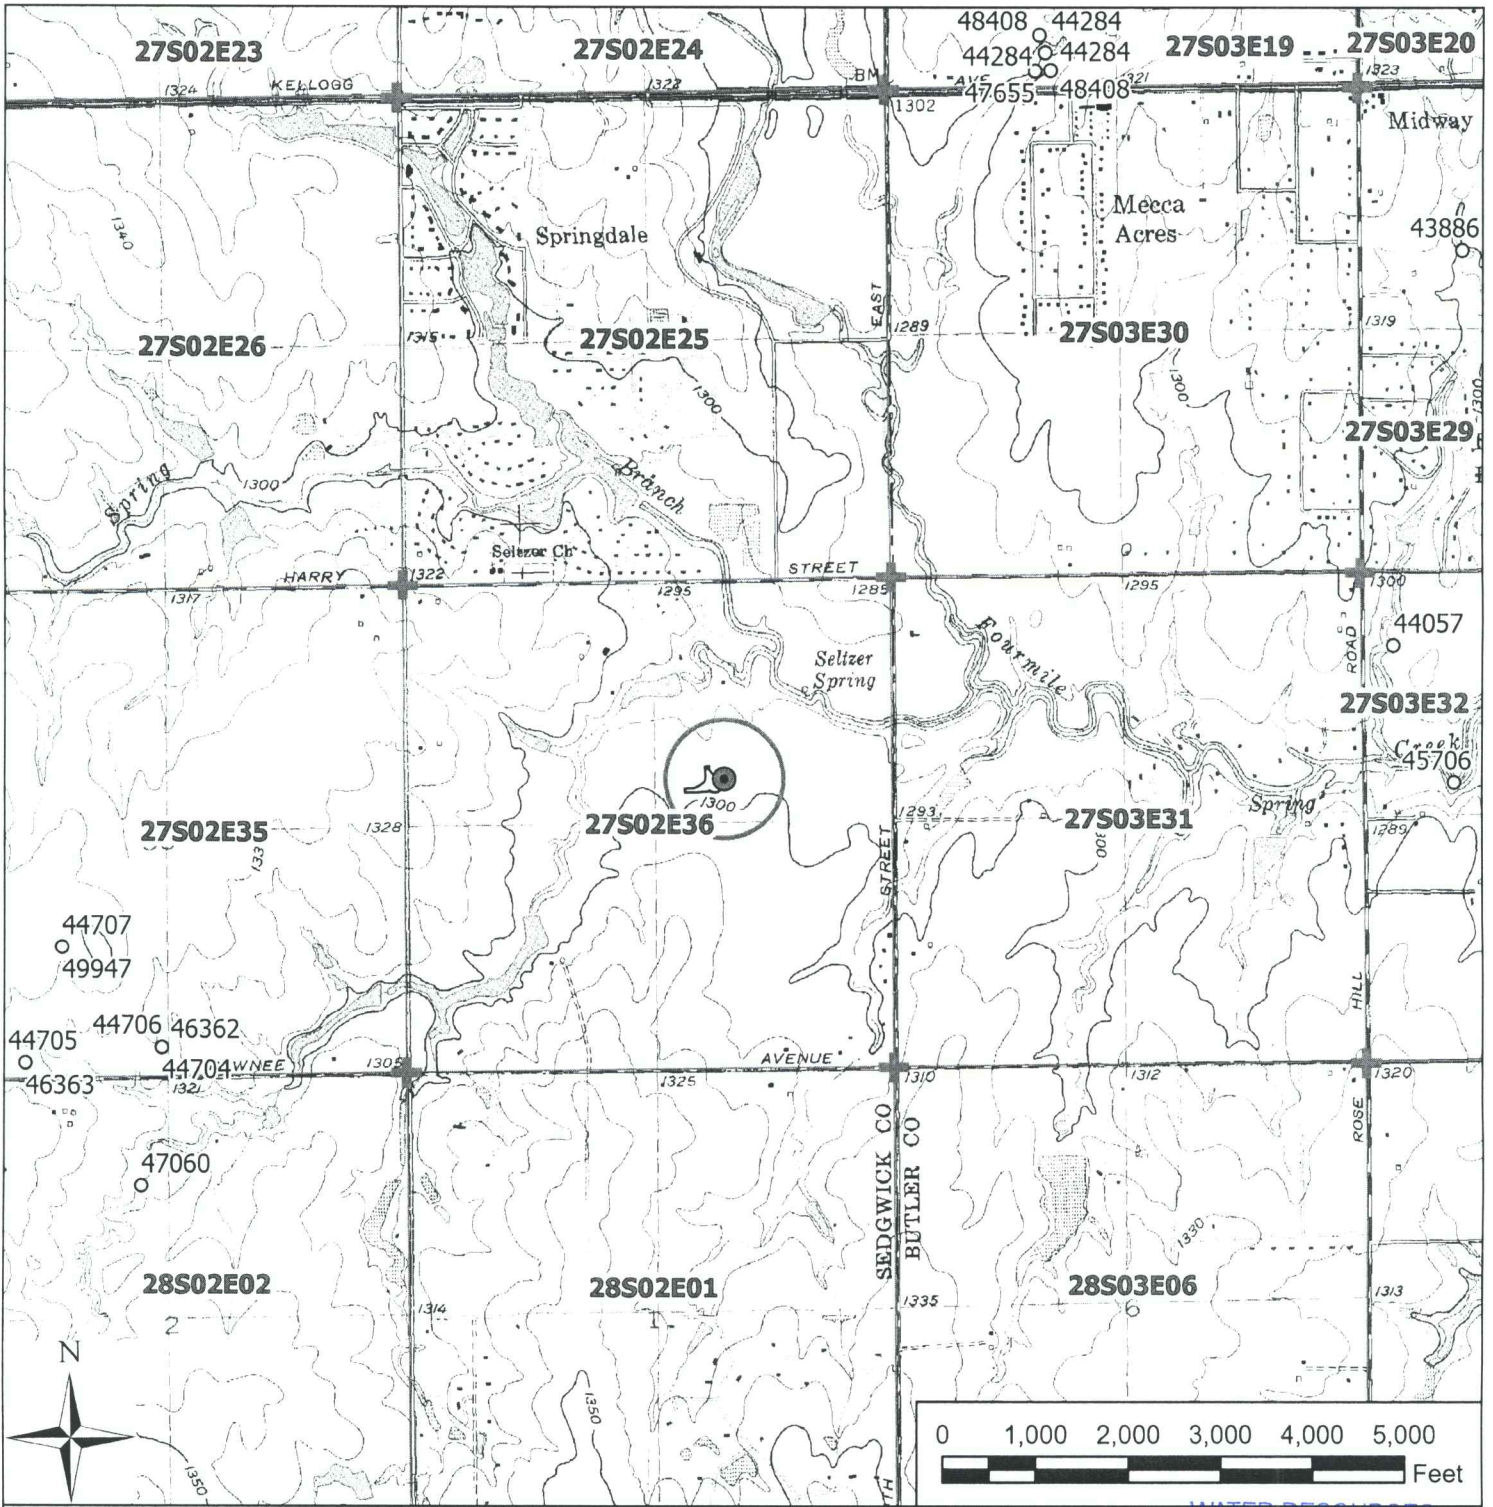 27S02E23
27S02E24
48408 44284
44284 44284
27S03E19
27S03E20
1324
KELLOGG
1322
BM
AVE
1321
1323
47655 48408
1302
Midway
1340
Springdale
Mecca
Acres
43886
EAST
27S02E26
1315
27S02E25
1289
27S03E30
1319
1300
1300
1300
27S03E29
Spring
1300
Branch
Seltzer Ch
HARRY
1322
STREET
1317
1295
1285
1295
1300
Fourmile
44057
ROAD
Seltzer
Spring
27S03E32
Creek
45706
1300
Spring
27S02E35
1328
27S02E36
1293
27S03E31
1289
STREET
44707
49947
HILL
44706 46362
44705
44704 WNEE
1305
AVENUE
46363
1321
1325
1310
1312
1320
ROSE
SEDGWICK CO
BUTLER CO
47060
1330
28S02E02
28S02E01
28S03E06
1314
1335
1313
2
1
6
N
1350
1350
TH
0 1,000 2,000 3,000 4,000 5,000
Feet